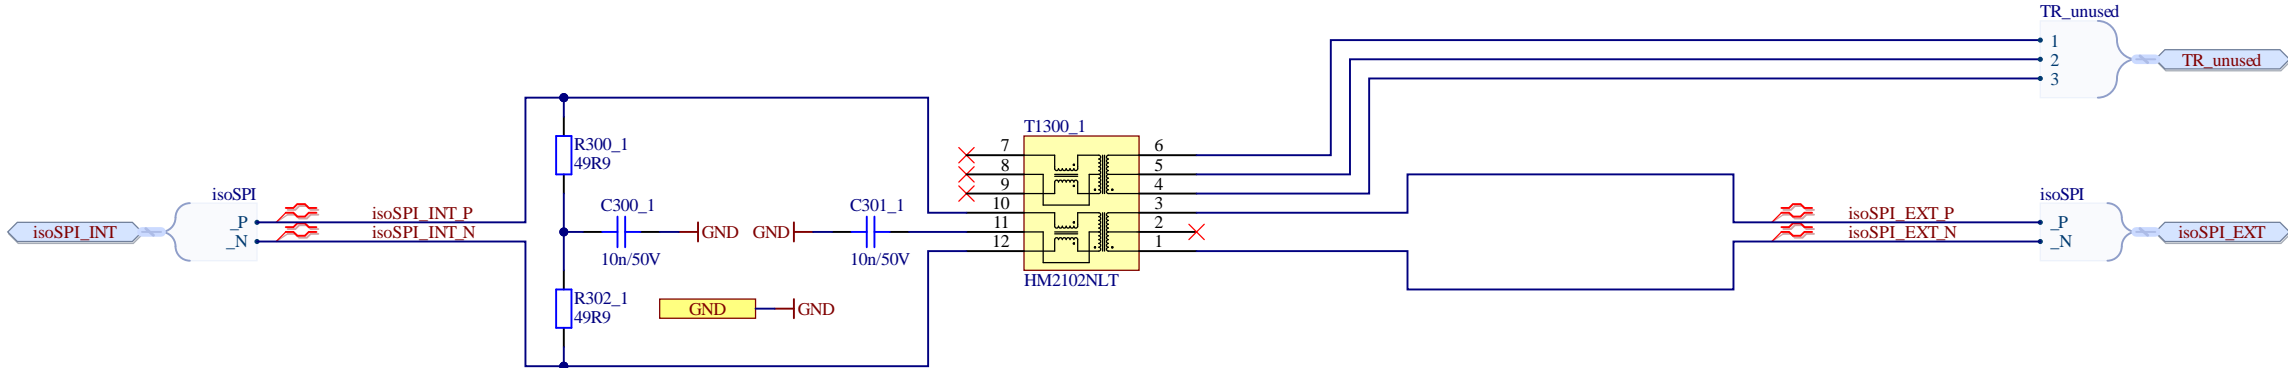 TR_unused
1
2
3
TR_unused
T1300_1
7
8
9
10
11
12
6
5
4
3
2
1
HM2102NLT
R300_1
49R9
isoSPI
_P
_N
isoSPI_INT
isoSPI_INT_P
isoSPI_INT_N
C300_1
10n/50V
GND
GND
C301_1
10n/50V
R302_1
49R9
GND
GND
isoSPI_EXT_P
isoSPI_EXT_N
isoSPI
_P
_N
isoSPI_EXT